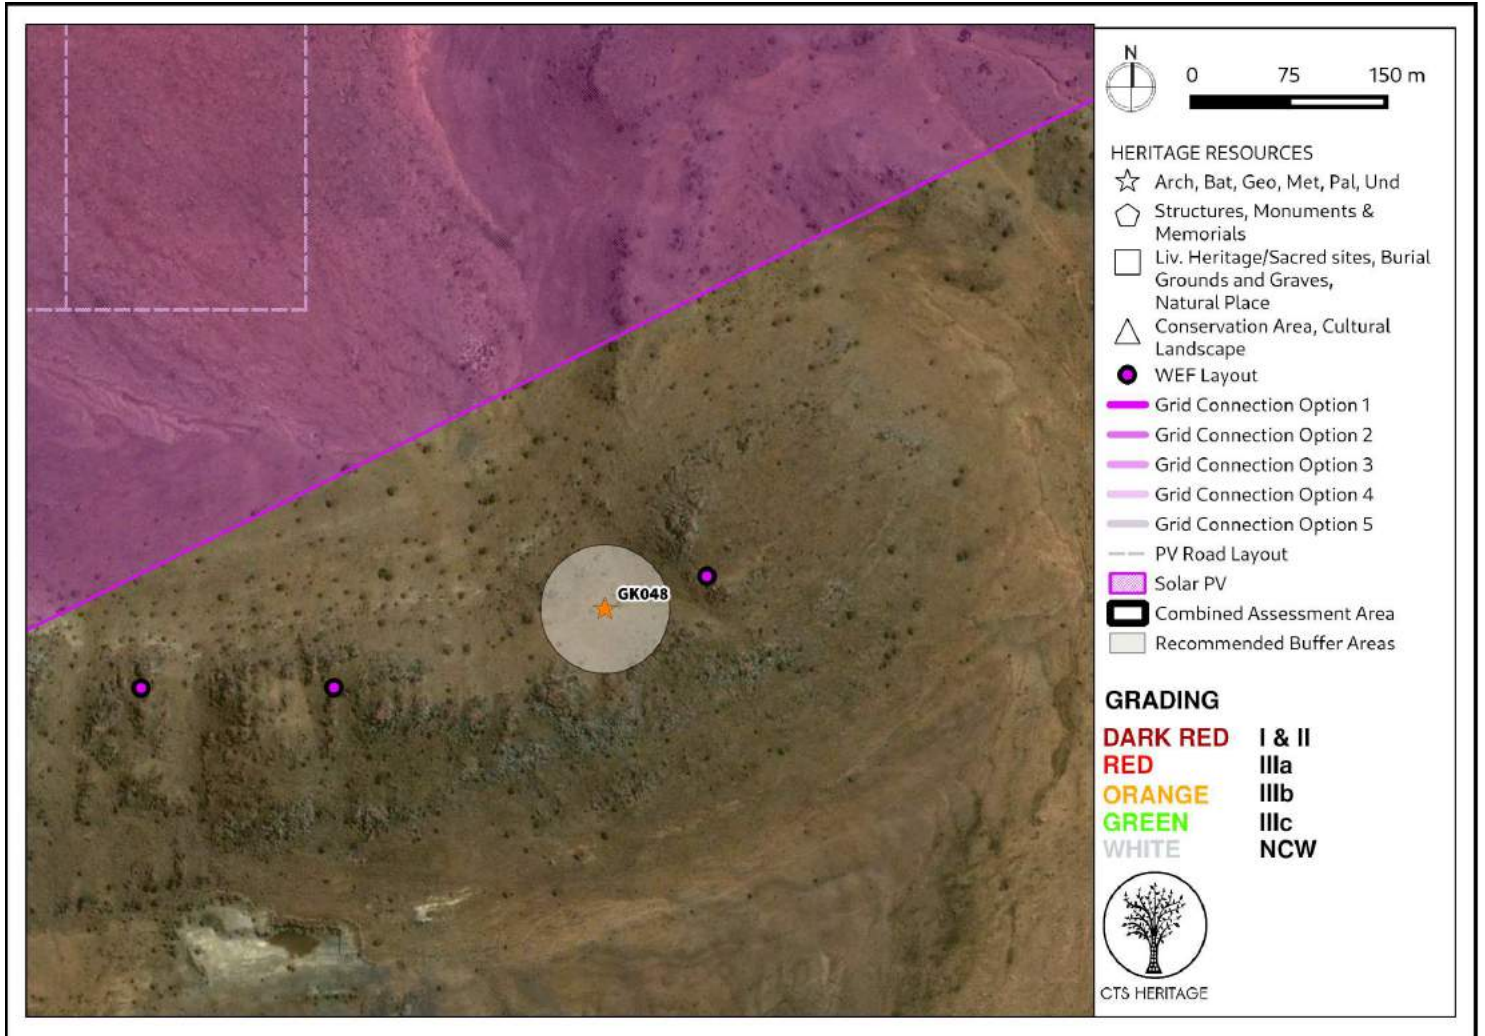 GK048
N
0 75 150 m
HERITAGE RESOURCES
Arch, Bat, Geo, Met, Pal, Und
Structures, Monuments &
Memorials
Liv. Heritage/Sacred sites, Burial
Grounds and Graves,
Natural Place
Conservation Area, Cultural
Landscape
WEF Layout
Grid Connection Option 1
Grid Connection Option 2
Grid Connection Option 3
Grid Connection Option 4
Grid Connection Option 5
PV Road Layout
Solar PV
Combined Assessment Area
Recommended Buffer Areas
GRADING
DARK RED I & II
RED IIIa
ORANGE IIIb
GREEN IIIc
WHITE NCW
CTS HERITAGE